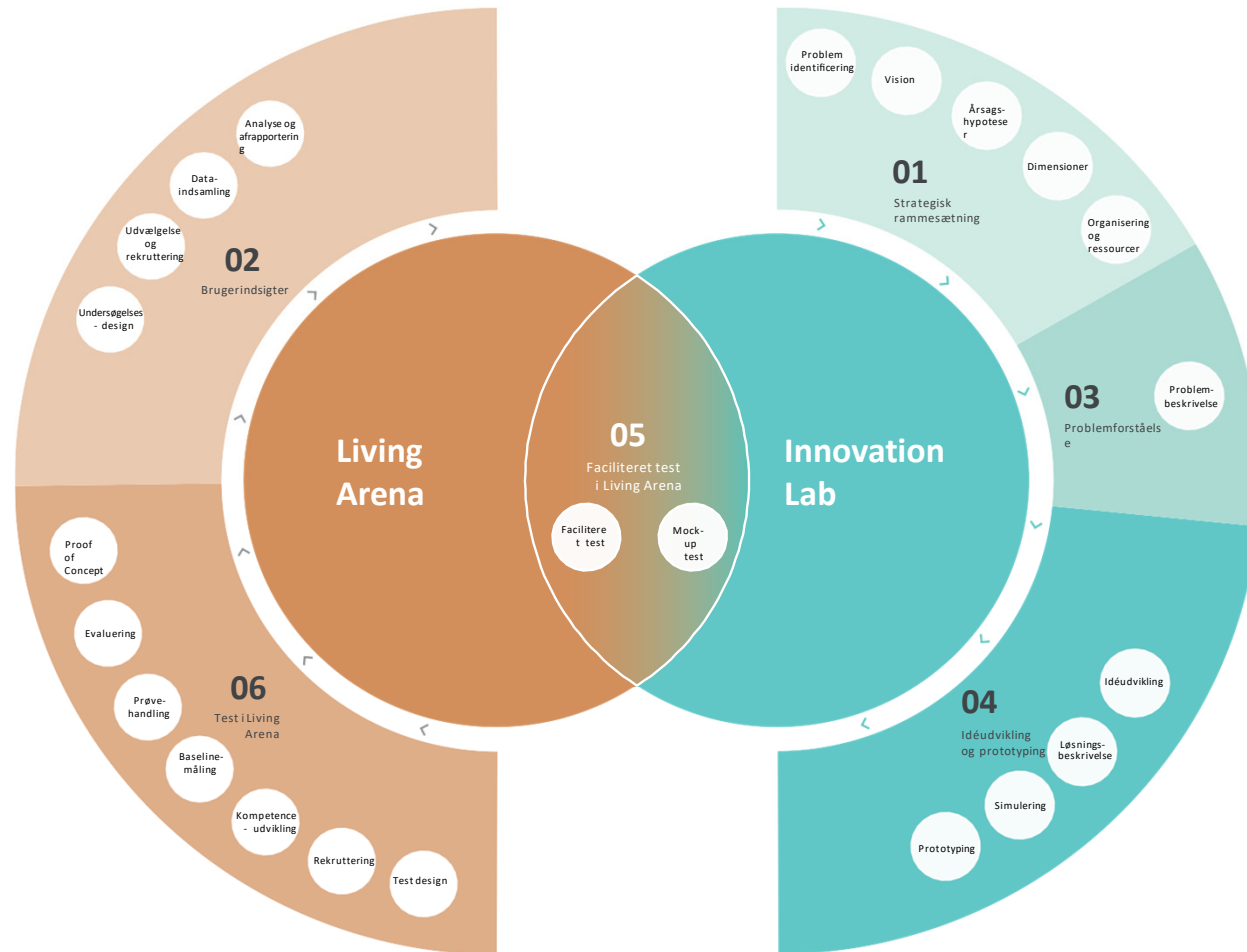 Problem
identificering
Vision
Årsags-
hypoteser
r
Dimensioner
Organisering
og
ressourcer
01
Strategisk
rammesætning
Analyse og
afrapporterin
g
Data-
indsamling
Udvælgelse
og
rekruttering
Undersøgelses
- design
02
Brugerindsigter
03
Problemforståels
e
Problem-
beskrivelse
Living
Arena
05
Faciliteret test
i Living Arena
Facilitere
t test
Mock-
up
test
Innovation
Lab
04
Idéudvikling
og prototyping
Idéudvikling
Løsnings-
beskrivelse
Simulering
Prototyping
Proof
of
Concept
Evaluering
Prøve-
handling
Baseline-
måling
Kompetence
- udvikling
Rekruttering
Test design
06
Test i Living
Arena